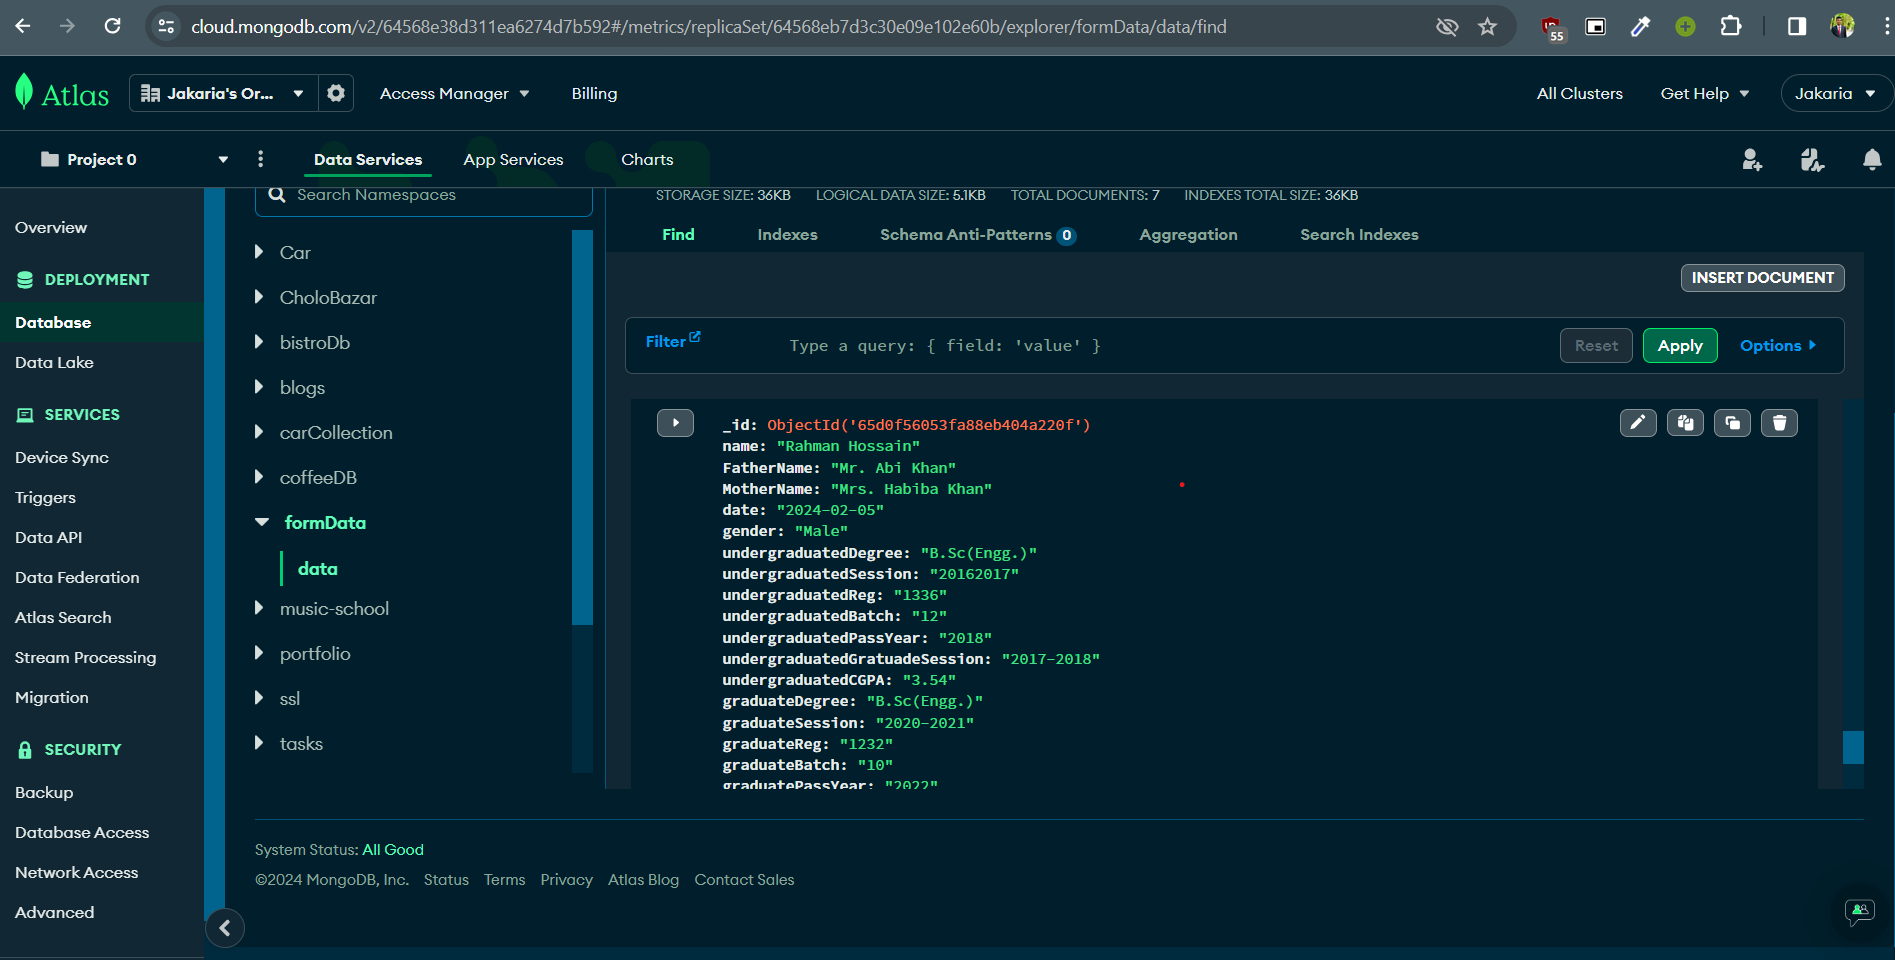 cloud.mongodb.com/v2/64568e38d311ea6274d7b592#/metrics/replicaSet/64568eb7d3c30e09e102e60b/explorer/formData/data/find
55
Atlas
Jakaria's Or...
Access Manager
Billing
All Clusters
Get Help
Jakaria
Project 0
Data Services
App Services
Charts
Overview
DEPLOYMENT
Database
Data Lake
SERVICES
Device Sync
Triggers
Data API
Data Federation
Atlas Search
Stream Processing
Migration
SECURITY
Backup
Database Access
Network Access
Advanced
Search Namespaces
Car
CholoBazar
bistroDb
blogs
carCollection
coffeeDB
formData
data
music-school
portfolio
ssl
tasks
STORAGE SIZE: 36KB LOGICAL DATA SIZE: 5.1KB TOTAL DOCUMENTS: 7 INDEXES TOTAL SIZE: 36KB
Find
Indexes
Schema Anti-Patterns 0
Aggregation
Search Indexes
INSERT DOCUMENT
Filter
Type a query: { field: 'value' }
Reset
Apply
Options
_id: ObjectId('65d0f56053fa88eb404a220f')
name: "Rahman Hossain"
FatherName: "Mr. Abi Khan"
MotherName: "Mrs. Habiba Khan"
date: "2024-02-05"
gender: "Male"
undergraduatedDegree: "B.Sc(Engg.)"
undergraduatedSession: "20162017"
undergraduatedReg: "1336"
undergraduatedBatch: "12"
undergraduatedPassYear: "2018"
undergraduatedGratuadeSession: "2017-2018"
undergraduatedCGPA: "3.54"
graduateDegree: "B.Sc(Engg.)"
graduateSession: "2020-2021"
graduateReg: "1232"
graduateBatch: "10"
graduatePassYear: "2022"
System Status: All Good
©2024 MongoDB, Inc. Status Terms Privacy Atlas Blog Contact Sales